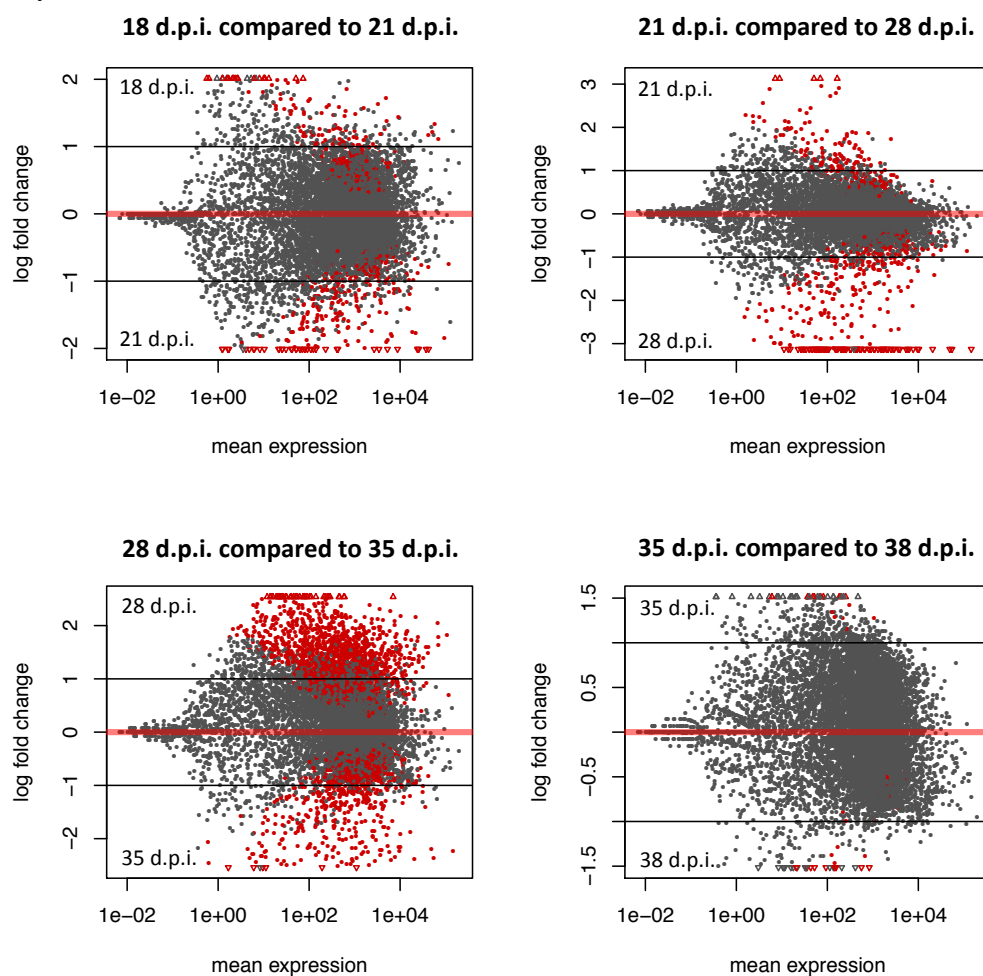 18 d.p.i. compared to 21 d.p.i.
2
1
0
−1
−2
log fold change
18 d.p.i.
21 d.p.i.
1e−02 1e+00 1e+02 1e+04
mean expression
21 d.p.i. compared to 28 d.p.i.
3
2
1
0
−1
−2
−3
log fold change
21 d.p.i.
28 d.p.i.
1e−02 1e+00 1e+02 1e+04
mean expression
28 d.p.i. compared to 35 d.p.i.
2
1
0
−1
−2
log fold change
28 d.p.i.
35 d.p.i.
1e−02 1e+00 1e+02 1e+04
mean expression
35 d.p.i. compared to 38 d.p.i.
1.5
0.5
−0.5
−1.5
log fold change
35 d.p.i.
38 d.p.i.
1e−02 1e+00 1e+02 1e+04
mean expression